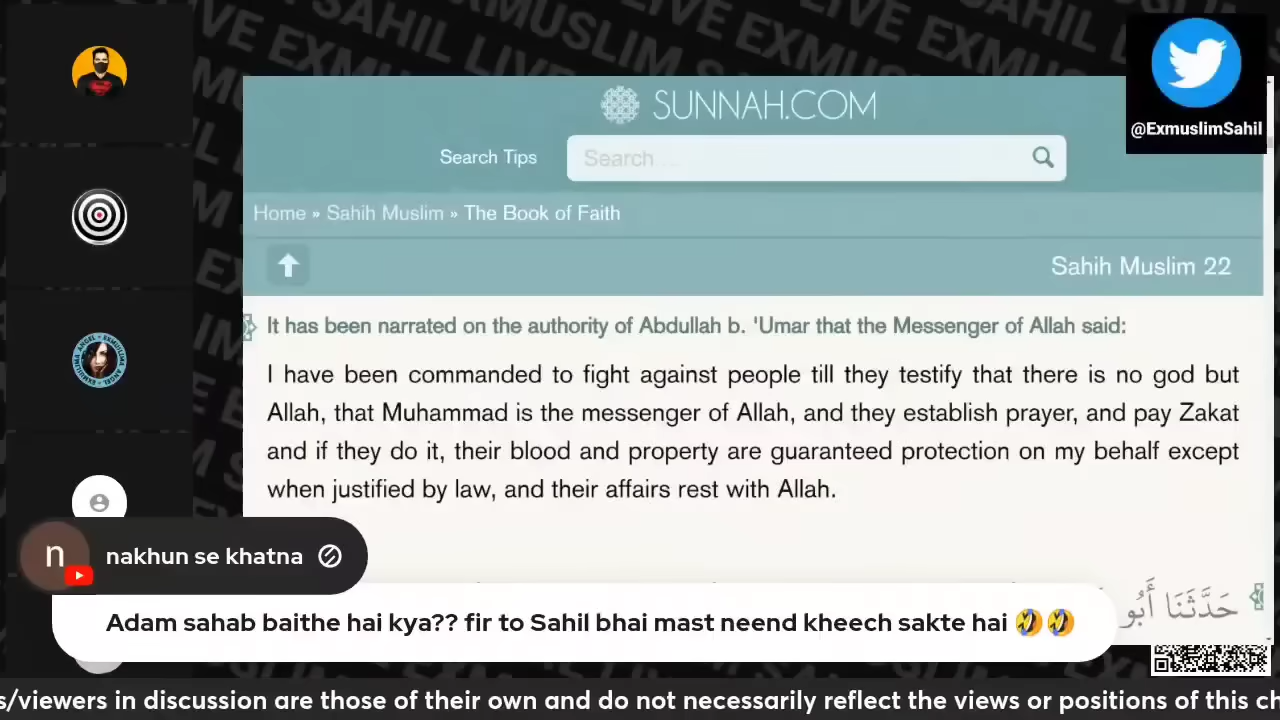 SUNNAH.COM
@ExmuslimSahil
Search Tips
Search ...
Home » Sahih Muslim » The Book of Faith
Sahih Muslim 22
It has been narrated on the authority of Abdullah b. 'Umar that the Messenger of Allah said:
I have been commanded to fight against people till they testify that there is no god but
Allah, that Muhammad is the messenger of Allah, and they establish prayer, and pay Zakat
and if they do it, their blood and property are guaranteed protection on my behalf except
when justified by law, and their affairs rest with Allah.
حَدَّثَنَا أَبُو
n
nakhun se khatna
Adam sahab baithe hai kya?? fir to Sahil bhai mast neend kheech sakte hai 🤣🤣
s/viewers in discussion are those of their own and do not necessarily reflect the views or positions of this ch